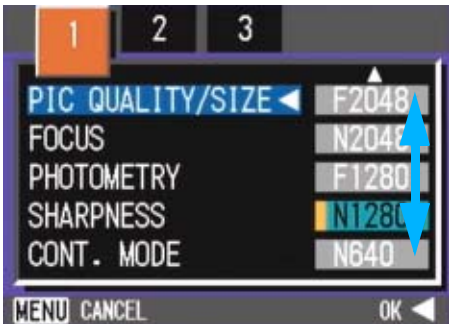 1 2 3
PIC QUALITY/SIZE F2048
FOCUS N2048
PHOTOMETRY F1280
SHARPNESS N1280
CONT. MODE N640
MENU CANCEL OK